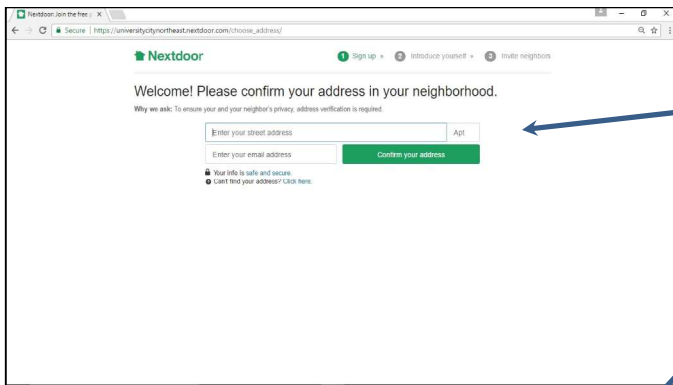 Nextdoor: Join the free p
Secure | https://universitycitynortheast.nextdoor.com/choose_address/
Nextdoor
1 Sign up
2 Introduce yourself
3 Invite neighbors
Welcome! Please confirm your address in your neighborhood.
Why we ask: To ensure your and your neighbor's privacy, address verification is required.
Enter your street address
Apt
Enter your email address
Confirm your address
Your info is safe and secure.
Can't find your address? Click here.